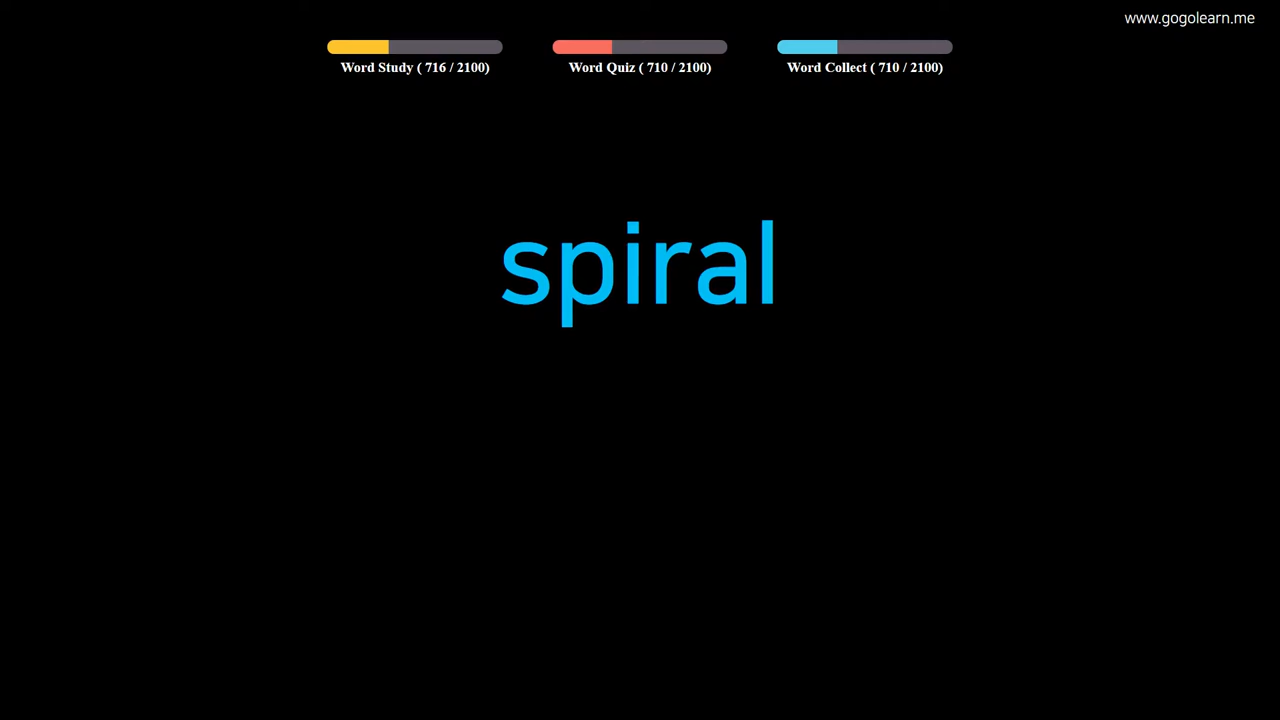 www.gogolearn.me
Word Study ( 716 / 2100)
Word Quiz ( 710 / 2100)
Word Collect ( 710 / 2100)
spiral